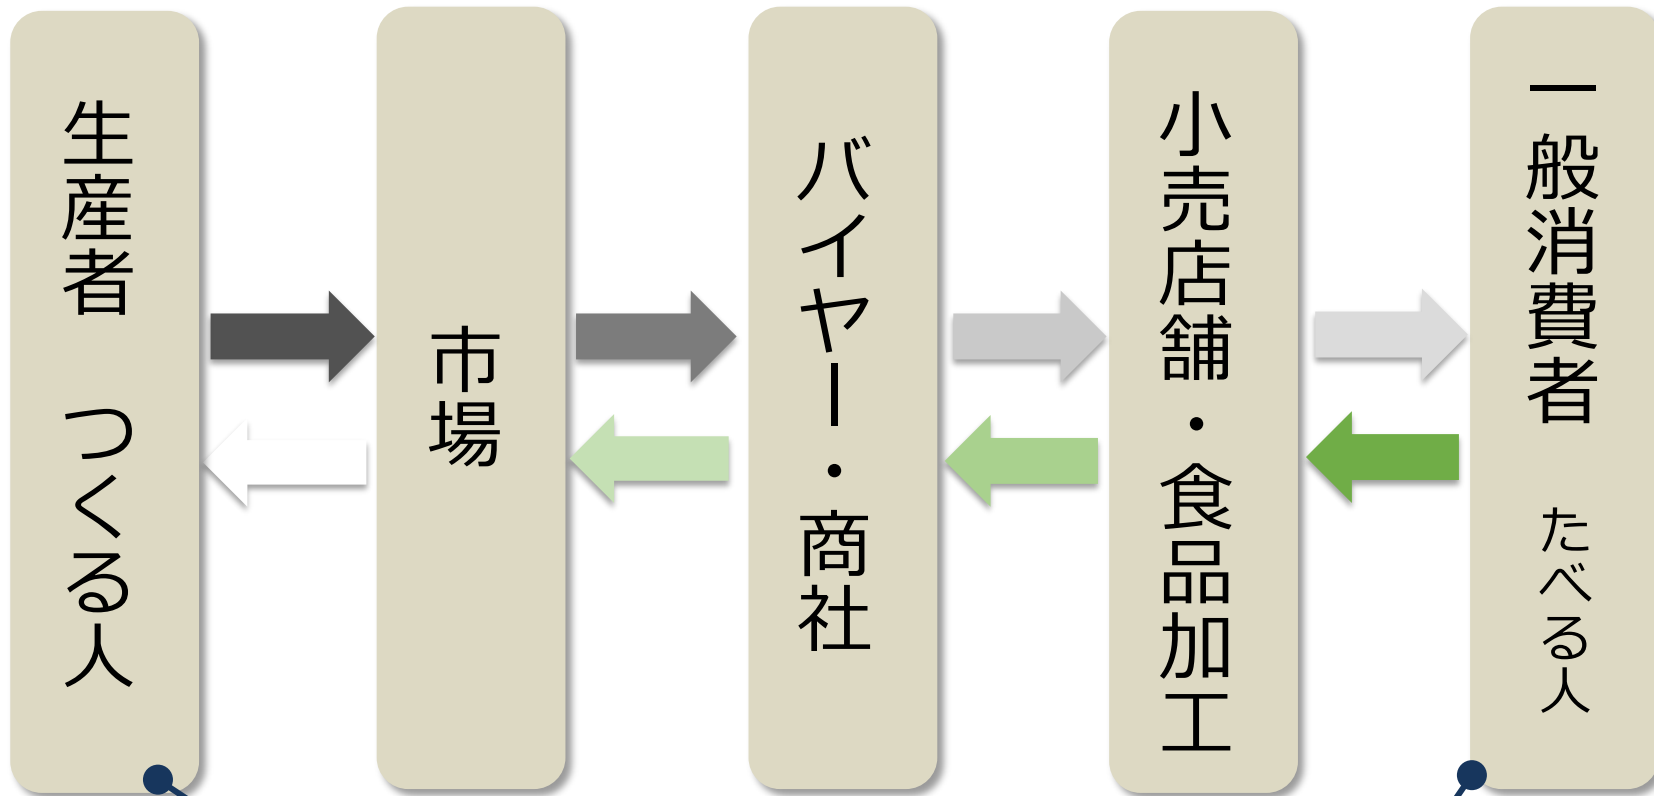 生産者　つくる人
市場
バイヤー・商社
小売店舗・食品加工
一般消費者　たべる人